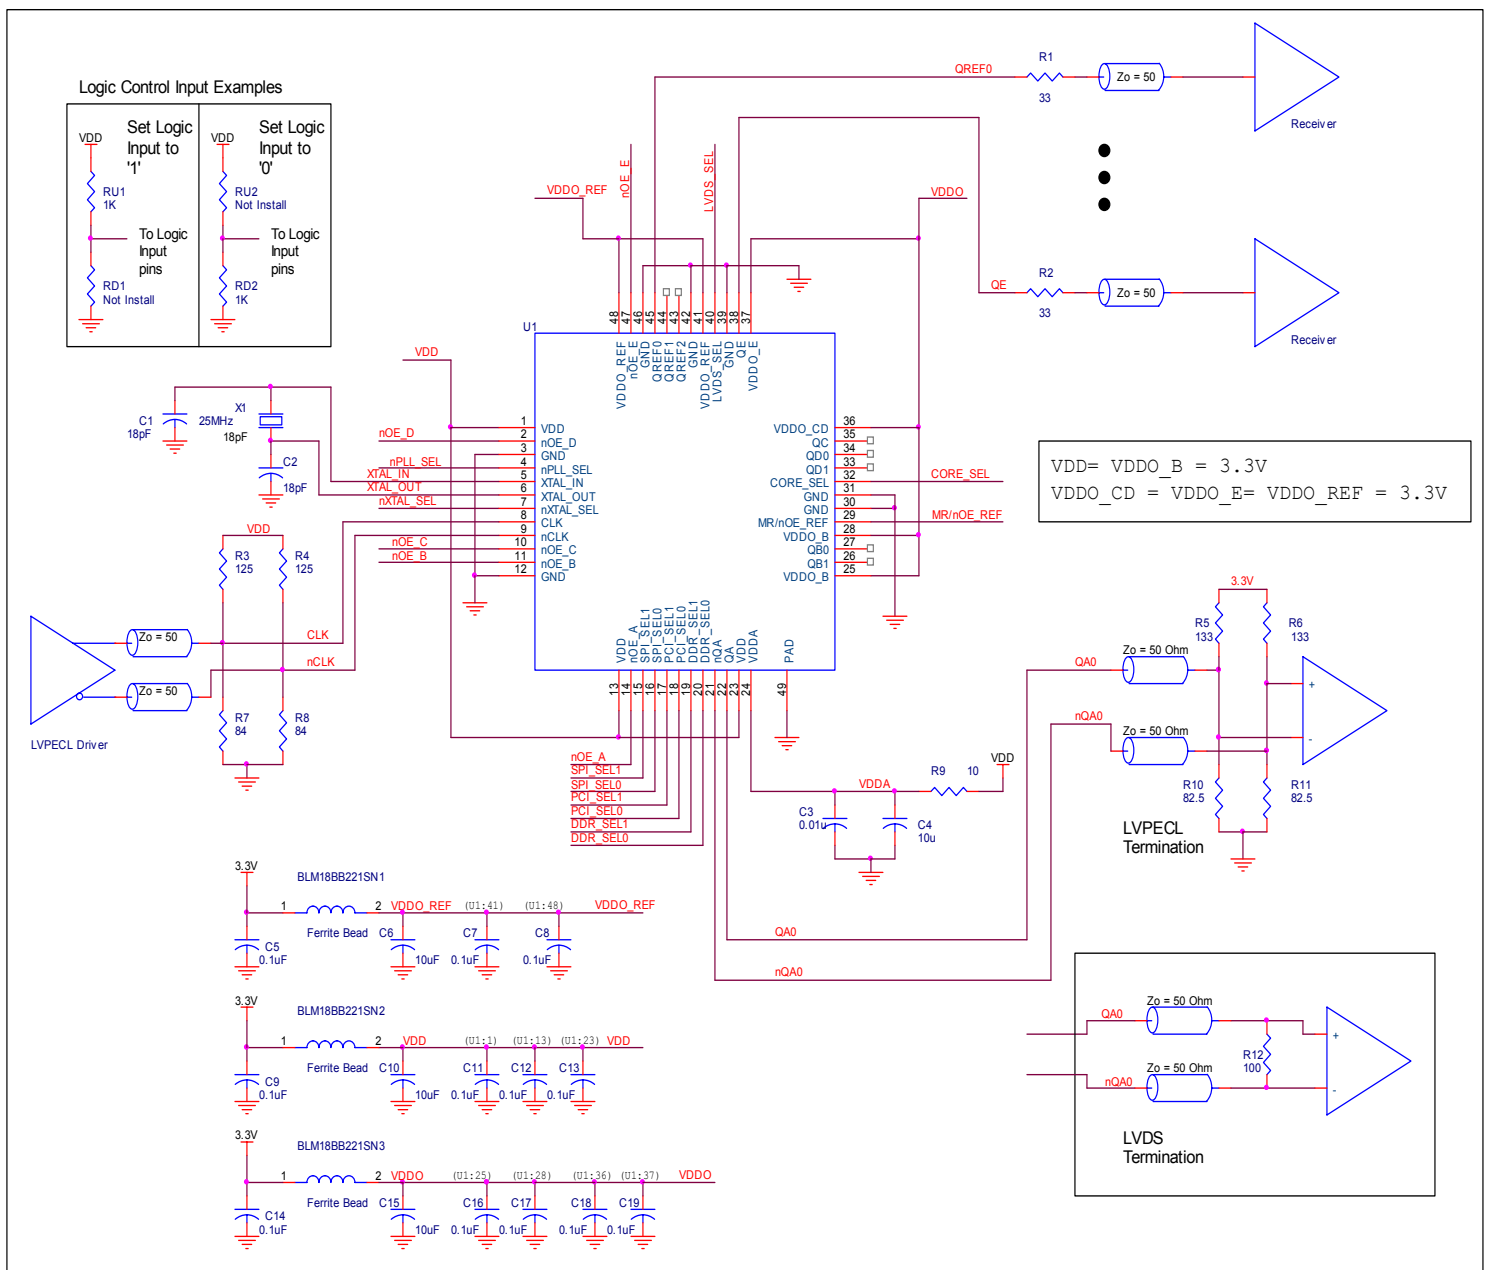 Logic Control Input Examples
VDD
Set Logic
Input to
'1'
RU1
1K
To Logic
Input
pins
RD1
Not Install
VDD
Set Logic
Input to
'0'
RU2
Not Install
To Logic
Input
pins
RD2
1K
QREF0
R1
33
Zo = 50
Receiver
QE
R2
33
Zo = 50
Receiver
VDDO_REF
nOE_E
LVDS_SEL
VDDO
U1
48
47
46
45
44
43
42
41
40
39
38
37
VDDO_REF
nOE_E
GND
QREF0
QREF1
QREF2
GND
VDDO_REF
LVDS_SEL
GND
QE
VDDO_E
VDD
C1
18pF
25MHz
X1
18pF
C2
18pF
nOE_D
nPLL_SEL
XTAL_IN
XTAL_OUT
nXTAL_SEL
nOE_C
nOE_B
1 VDD
2 nOE_D
3 GND
4 nPLL_SEL
5 XTAL_IN
6 XTAL_OUT
7 nXTAL_SEL
8 CLK
9 nCLK
10 nOE_C
11 nOE_B
12 GND
VDDO_CD 36
QC 35
QD0 34
QD1 33
CORE_SEL 32
GND 31
GND 30
MR/nOE_REF 29
VDDO_B 28
QB0 27
QB1 26
VDDO_B 25
CORE_SEL
MR/nOE_REF
VDD= VDDO_B = 3.3V
VDDO_CD = VDDO_E= VDDO_REF = 3.3V
VDD
nOE_A
SPI_SEL1
SPI_SEL0
PCI_SEL1
PCI_SEL0
DDR_SEL1
DDR_SEL0
nQA
QA
VDD
VDDA
PAD
13
14
15
16
17
18
19
20
21
22
23
24
49
VDD
R3
125
R4
125
Zo = 50
CLK
nCLK
Zo = 50
R7
84
R8
84
LVPECL Driver
nOE_A
SPI_SEL1
SPI_SEL0
PCI_SEL1
PCI_SEL0
DDR_SEL1
DDR_SEL0
VDDA
R9
10
VDD
C3
0.01u
C4
10u
3.3V
R5
133
R6
133
QA0
Zo = 50 Ohm
nQA0
Zo = 50 Ohm
+
-
R10
82.5
R11
82.5
LVPECL
Termination
QA0
nQA0
3.3V
BLM18BB221SN1
1
2
VDDO_REF
(U1:41)
(U1:48)
VDDO_REF
Ferrite Bead
C5
0.1uF
C6
10uF
C7
0.1uF
C8
0.1uF
3.3V
BLM18BB221SN2
1
2
VDD
(U1:1)
(U1:13)
(U1:23)
VDD
Ferrite Bead
C9
0.1uF
C10
10uF
C11
0.1uF
C12
0.1uF
C13
0.1uF
3.3V
BLM18BB221SN3
1
2
VDDO
(U1:25)
(U1:28)
(U1:36)
(U1:37)
VDDO
Ferrite Bead
C14
0.1uF
C15
10uF
C16
0.1uF
C17
0.1uF
C18
0.1uF
C19
0.1uF
QA0
Zo = 50 Ohm
nQA0
Zo = 50 Ohm
R12
100
+
-
LVDS
Termination